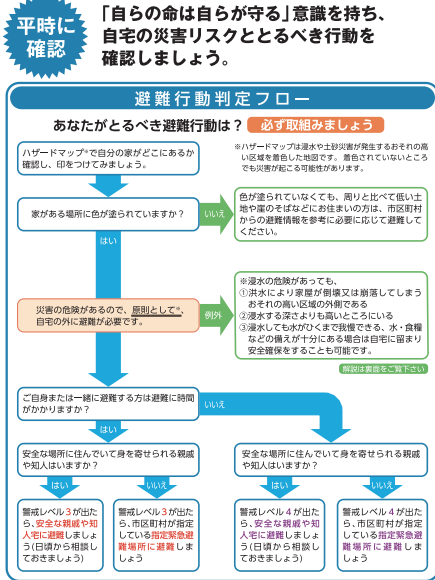 平時に
確認
「自らの命は自らが守る」意識を持ち、
自宅の災害リスクととるべき行動を
確認しましょう。
避難行動判定フロー
あなたがとるべき避難行動は？
必ず取組みましょう
ハザードマップ※で自分の家がどこにあるか
確認し、印をつけてみましょう。
※ハザードマップは浸水や土砂災害が発生するおそれの高
い区域を着色した地図です。着色されていないところ
でも災害が起こる可能性があります。
家がある場所に色が塗られていますか？
いいえ
色が塗られていなくても、周りと比べて低い土
地や崖のそばなどにお住まいの方は、市区町村
からの避難情報を参考に必要に応じて避難して
ください。
はい
災害の危険があるので、原則として※、
自宅の外に避難が必要です。
例外
※浸水の危険があっても、
①洪水により家屋が倒壊又は崩落してしまう
おそれの高い区域の外側である
②浸水する深さよりも高いところにいる
③浸水しても水がひくまで我慢できる、水・食糧
などの備えが十分にある場合は自宅に留まり
安全確保をすることも可能です。
解説は裏面をご覧下さい
ご自身または一緒に避難する方は避難に時間
がかかりますか？
いいえ
はい
安全な場所に住んでいて身を寄せられる親戚
や知人はいますか？
安全な場所に住んでいて身を寄せられる親戚
や知人はいますか？
はい
いいえ
はい
いいえ
警戒レベル3が出た
ら、安全な親戚や知
人宅に避難しましょ
う(日頃から相談し
ておきましょう)
警戒レベル3が出た
ら、市区町村が指定
している指定緊急避
難場所に避難しま
しょう
警戒レベル4が出た
ら、安全な親戚や知
人宅に避難しましょ
う(日頃から相談し
ておきましょう)
警戒レベル4が出た
ら、市区町村が指定
している指定緊急避
難場所に避難しま
しょう